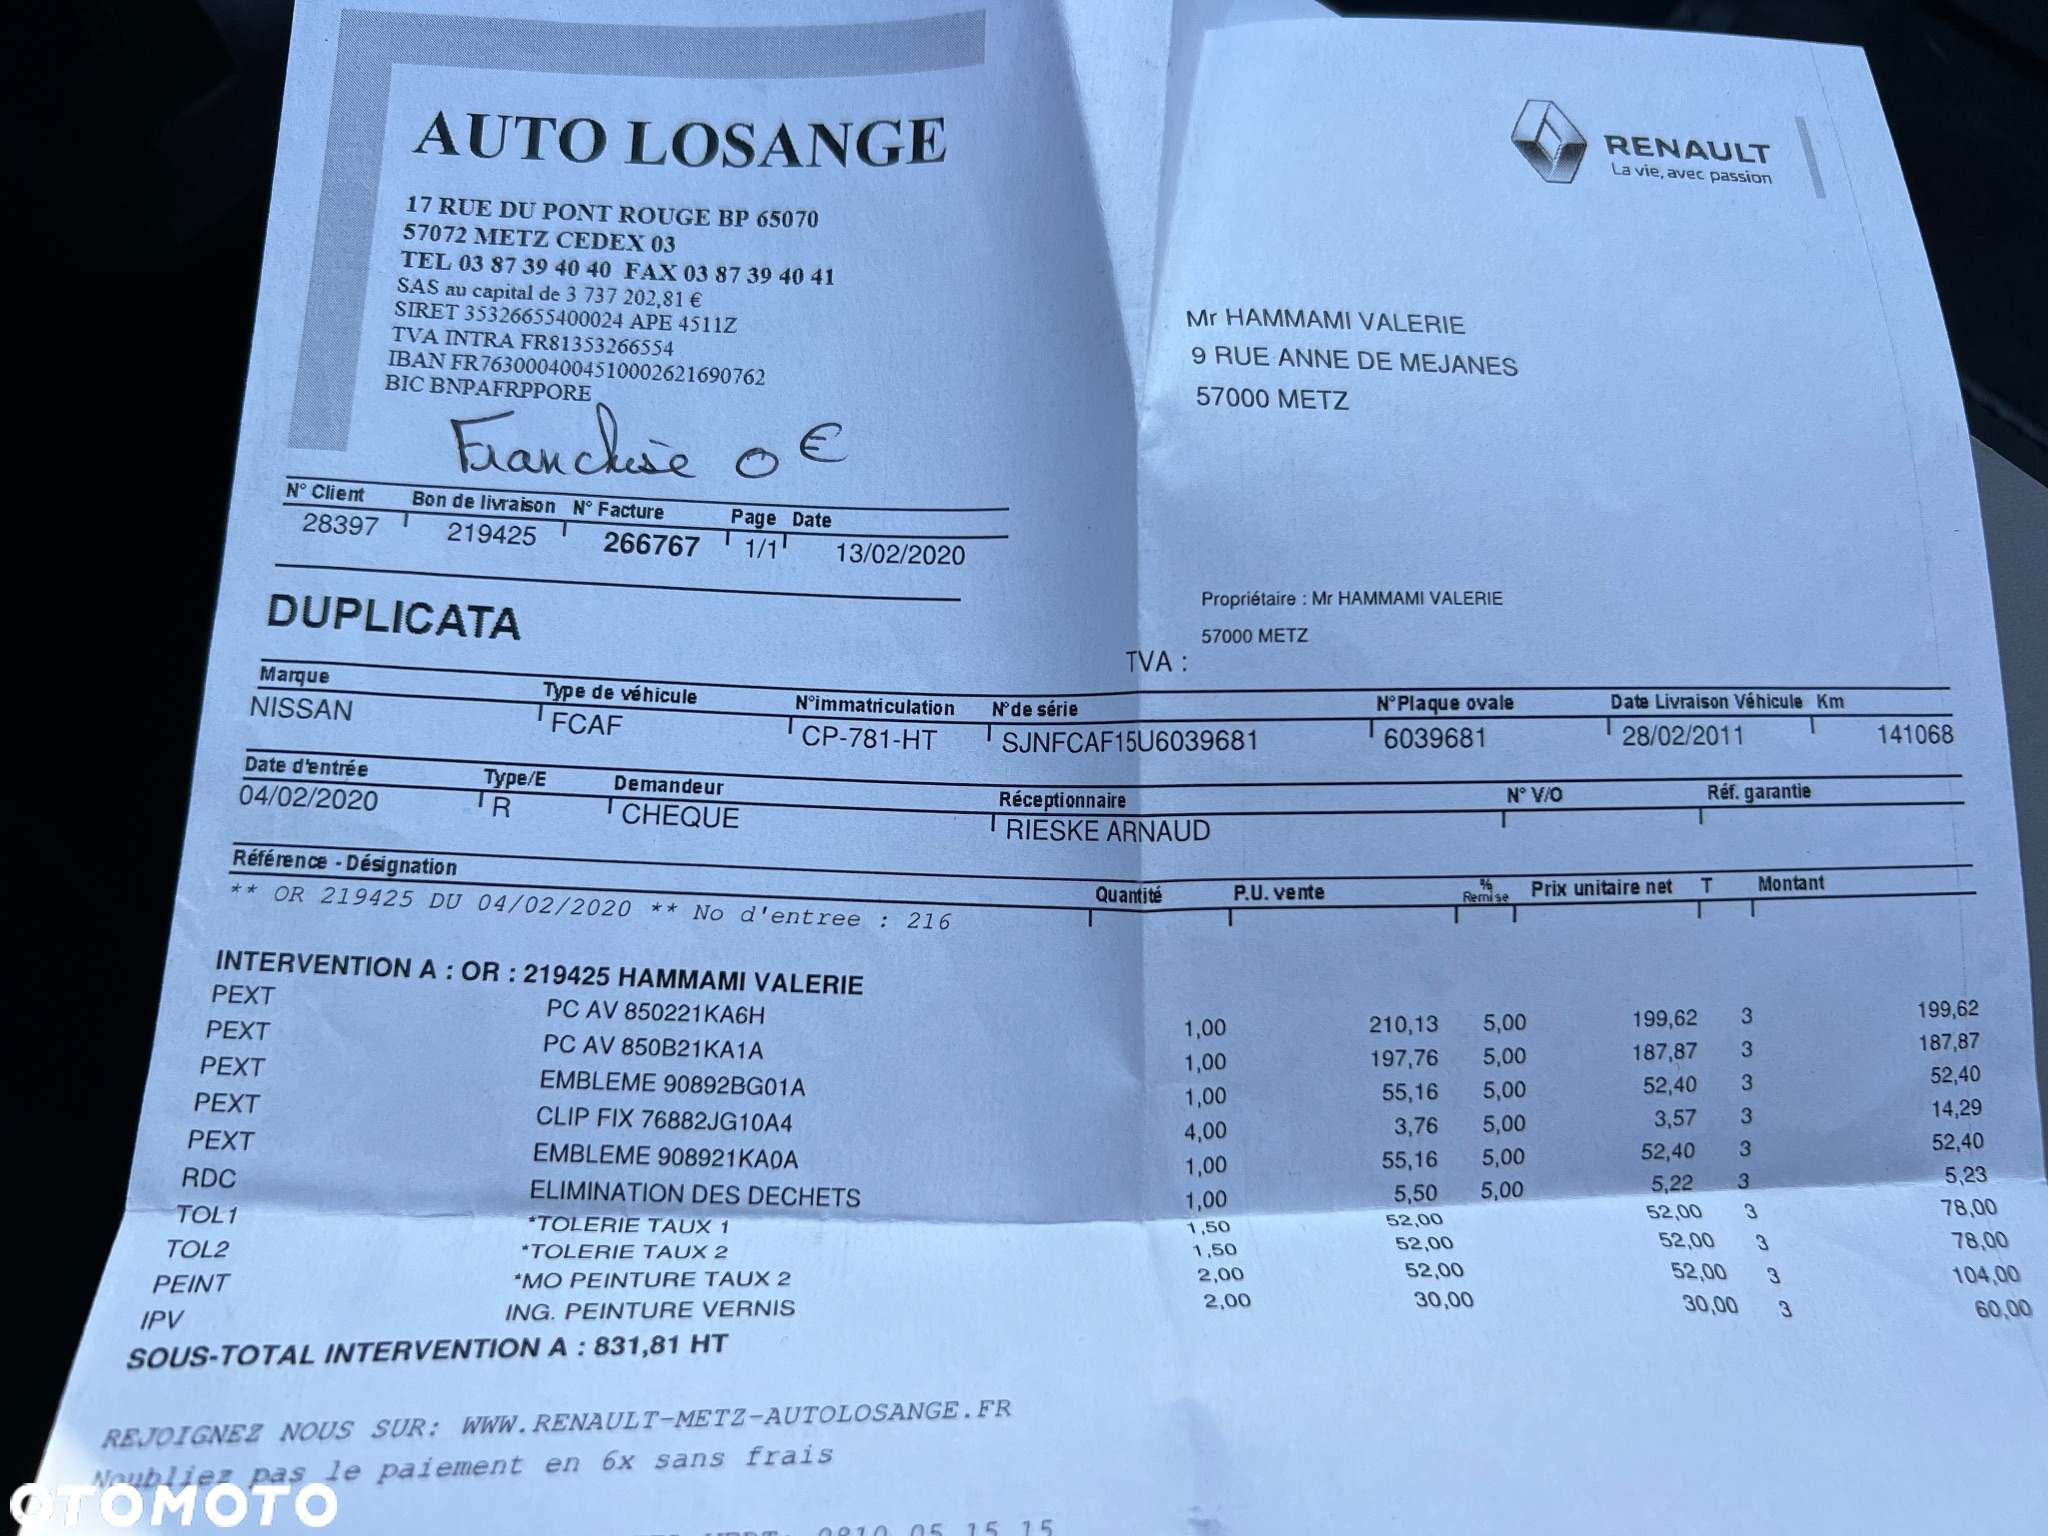 AUTO LOSANGE
17 RUE DU PONT ROUGE BP 65070
57072 METZ CEDEX 03
TEL 03 87 39 40 40 FAX 03 87 39 40 41
SAS au capital de 3 737 202,81 €
SIRET 35326655400024 APE 4511Z
TVA INTRA FR81353266554
IBAN FR7630004004510002621690762
BIC BNPAFRPPORE
RENAULT
La vie, avec passion
Mr HAMMAMI VALERIE
9 RUE ANNE DE MEJANES
57000 METZ
Franchise 0 €
N° Client Bon de livraison N° Facture Page Date
28397 219425 266767 1/1 13/02/2020
DUPLICATA
Propriétaire : Mr HAMMAMI VALERIE
57000 METZ
TVA :
Marque Type de véhicule N°immatriculation N°de série N°Plaque ovale Date Livraison Véhicule Km
NISSAN FCAF CP-781-HT SJNFCAF15U6039681 6039681 28/02/2011 141068
Date d'entrée Type/E Demandeur Réceptionnaire N° V/O Réf. garantie
04/02/2020 R CHEQUE RIESKE ARNAUD
Référence - Désignation Quantité P.U. vente % Remise Prix unitaire net T Montant
** OR 219425 DU 04/02/2020 ** No d'entree : 216
INTERVENTION A : OR : 219425 HAMMAMI VALERIE
PEXT PC AV 850221KA6H 1,00 210,13 5,00 199,62 3 199,62
PEXT PC AV 850B21KA1A 1,00 197,76 5,00 187,87 3 187,87
PEXT EMBLEME 90892BG01A 1,00 55,16 5,00 52,40 3 52,40
PEXT CLIP FIX 76882JG10A4 4,00 3,76 5,00 3,57 3 14,29
PEXT EMBLEME 908921KA0A 1,00 55,16 5,00 52,40 3 52,40
RDC ELIMINATION DES DECHETS 1,00 5,50 5,00 5,22 3 5,23
TOL1 *TOLERIE TAUX 1 1,50 52,00 52,00 3 78,00
TOL2 *TOLERIE TAUX 2 1,50 52,00 52,00 3 78,00
PEINT *MO PEINTURE TAUX 2 2,00 52,00 52,00 3 104,00
IPV ING. PEINTURE VERNIS 2,00 30,00 30,00 3 60,00
SOUS-TOTAL INTERVENTION A : 831,81 HT
REJOIGNEZ NOUS SUR: WWW.RENAULT-METZ-AUTOLOSANGE.FR
Noubliez pas le paiement en 6x sans frais
0810 05 15 15
OTOMOTO